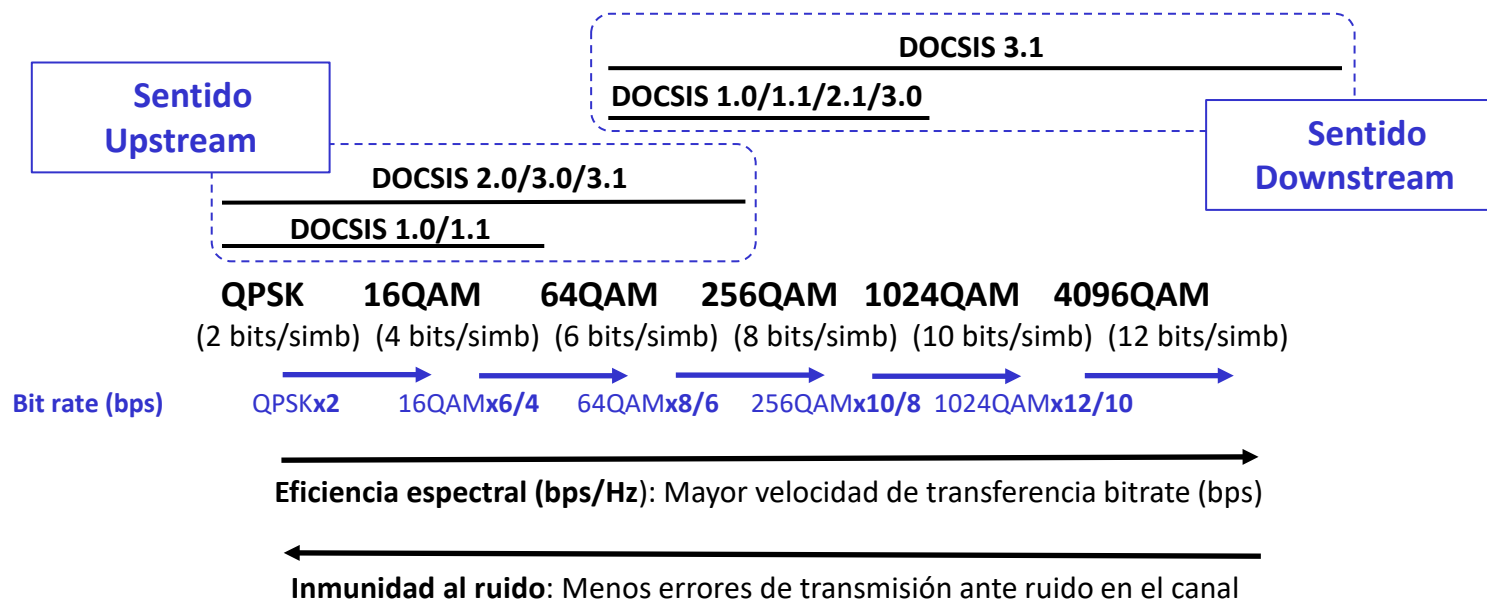 DOCSIS 3.1
DOCSIS 1.0/1.1/2.1/3.0
Sentido
Upstream
Sentido
Downstream
DOCSIS 2.0/3.0/3.1
DOCSIS 1.0/1.1
QPSK 16QAM 64QAM 256QAM 1024QAM 4096QAM
(2 bits/simb) (4 bits/simb) (6 bits/simb) (8 bits/simb) (10 bits/simb) (12 bits/simb)
Bit rate (bps) QPSKx2 16QAMx6/4 64QAMx8/6 256QAMx10/8 1024QAMx12/10
Eficiencia espectral (bps/Hz): Mayor velocidad de transferencia bitrate (bps)
Inmunidad al ruido: Menos errores de transmisión ante ruido en el canal